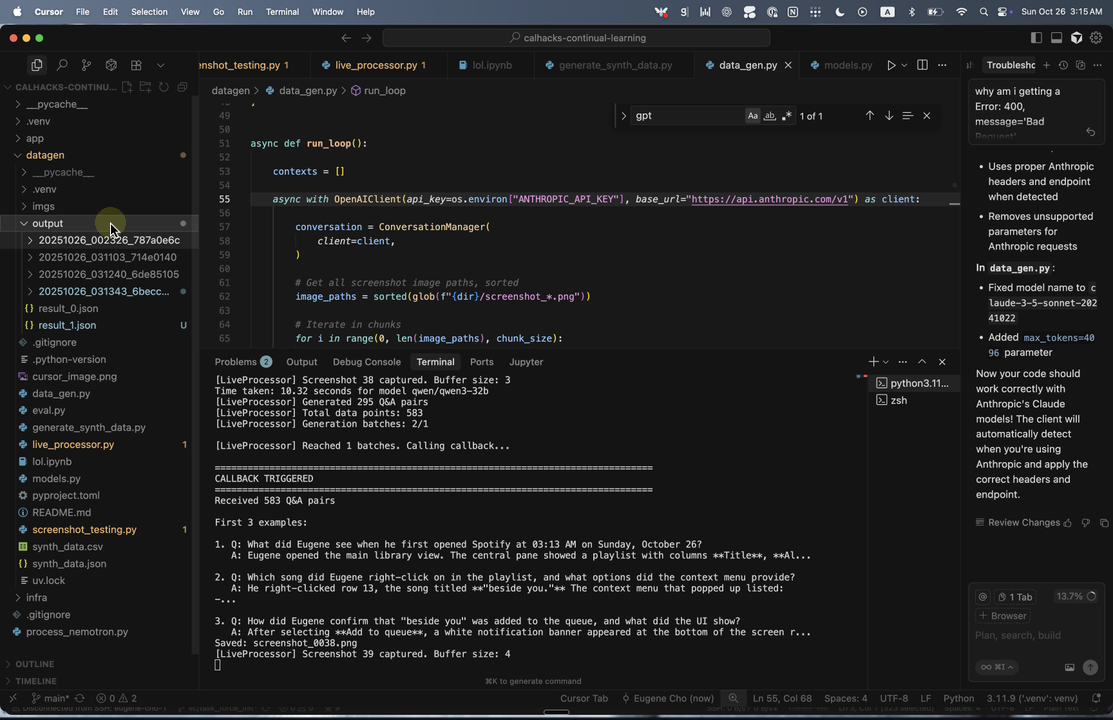 Cursor File Edit Selection View Go Run Terminal Window Help
A Sun Oct 26 3:15 AM
calhacks-continual-learning
enshot_testing.py 1 live_processor.py 1 lol.ipynb generate_synth_data.py data_gen.py models.py
datagen > data_gen.py > run_loop
CALHACKS-CONTINU...
__pycache__
.venv
app
datagen
__pycache__
.venv
imgs
output
20251026_002326_787a0e6c
20251026_031103_714e0140
20251026_031240_6de85105
20251026_031343_6becc...
result_0.json
result_1.json U
.gitignore
.python-version
cursor_image.png
data_gen.py
eval.py
generate_synth_data.py
live_processor.py 1
lol.ipynb
models.py
pyproject.toml
README.md
screenshot_testing.py 1
synth_data.csv
synth_data.json
uv.lock
infra
.gitignore
process_nemotron.py
OUTLINE
TIMELINE
gpt Aa ab 1 of 1
49
50
51 async def run_loop():
52
53 contexts = []
54
55 async with OpenAIClient(api_key=os.environ["ANTHROPIC_API_KEY"], base_url="https://api.anthropic.com/v1") as client:
56
57 conversation = ConversationManager(
58 client=client,
59 )
60
61 # Get all screenshot image paths, sorted
62 image_paths = sorted(glob(f"{dir}/screenshot_*.png"))
63
64 # Iterate in chunks
65 for i in range(0, len(image_paths), chunk_size):
Problems 2 Output Debug Console Terminal Ports Jupyter
[LiveProcessor] Screenshot 38 captured. Buffer size: 3
Time taken: 10.32 seconds for model qwen/qwen3-32b
[LiveProcessor] Generated 295 Q&A pairs
[LiveProcessor] Total data points: 583
[LiveProcessor] Generation batches: 2/1
[LiveProcessor] Reached 1 batches. Calling callback...
CALLBACK TRIGGERED
Received 583 Q&A pairs
First 3 examples:
1. Q: What did Eugene see when he first opened Spotify at 03:13 AM on Sunday, October 26?
A: Eugene opened the main library view. The central pane showed a playlist with columns **Title**, **Al...
2. Q: Which song did Eugene right-click on in the playlist, and what options did the context menu provide?
A: He right-clicked row 13, the song titled **"beside you."** The context menu that popped up listed:
-...
3. Q: How did Eugene confirm that "beside you" was added to the queue, and what did the UI show?
A: After selecting **Add to queue**, a white notification banner appeared at the bottom of the screen r...
Saved: screenshot_0038.png
[LiveProcessor] Screenshot 39 captured. Buffer size: 4
⌘K to generate command
python3.11...
zsh
Troublesho
why am i getting a
Error: 400,
message='Bad
Request'
• Uses proper Anthropic
headers and endpoint
when detected
• Removes unsupported
parameters for
Anthropic requests
In data_gen.py:
• Fixed model name to c
laude-3-5-sonnet-202
41022
• Added max_tokens=40
96 parameter
Now your code should
work correctly with
Anthropic's Claude
models! The client will
automatically detect
when you're using
Anthropic and apply the
correct headers and
endpoint.
Review Changes
@ 1 Tab 13.7%
+ Browser
Plan, search, build
∞ ⌘I
main* 0 2 Cursor Tab Eugene Cho (now) Ln 55, Col 68 Spaces: 4 UTF-8 LF Python 3.11.9 ('.venv': venv)